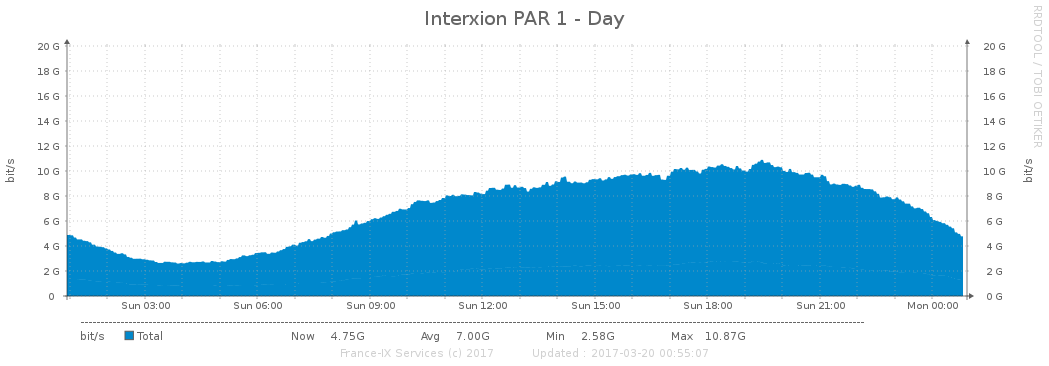 Interxion PAR 1 - Day
RRDTOOL / TOBI OETIKER
bit/s
20 G 20 G
18 G 18 G
16 G 16 G
14 G 14 G
12 G 12 G
10 G 10 G
8 G 8 G
6 G 6 G
4 G 4 G
2 G 2 G
0 0 G
bit/s
Sun 03:00 Sun 06:00 Sun 09:00 Sun 12:00 Sun 15:00 Sun 18:00 Sun 21:00 Mon 00:00
bit/s Total Now 4.75G Avg 7.00G Min 2.58G Max 10.87G
France-IX Services (c) 2017 Updated : 2017-03-20 00:55:07